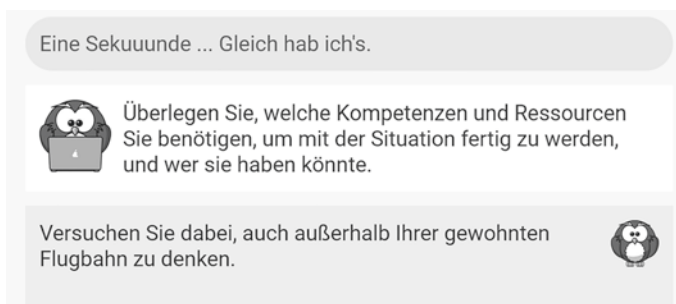 Eine Sekuuunde ... Gleich hab ich's.
Überlegen Sie, welche Kompetenzen und Ressourcen
Sie benötigen, um mit der Situation fertig zu werden,
und wer sie haben könnte.
Versuchen Sie dabei, auch außerhalb Ihrer gewohnten
Flugbahn zu denken.